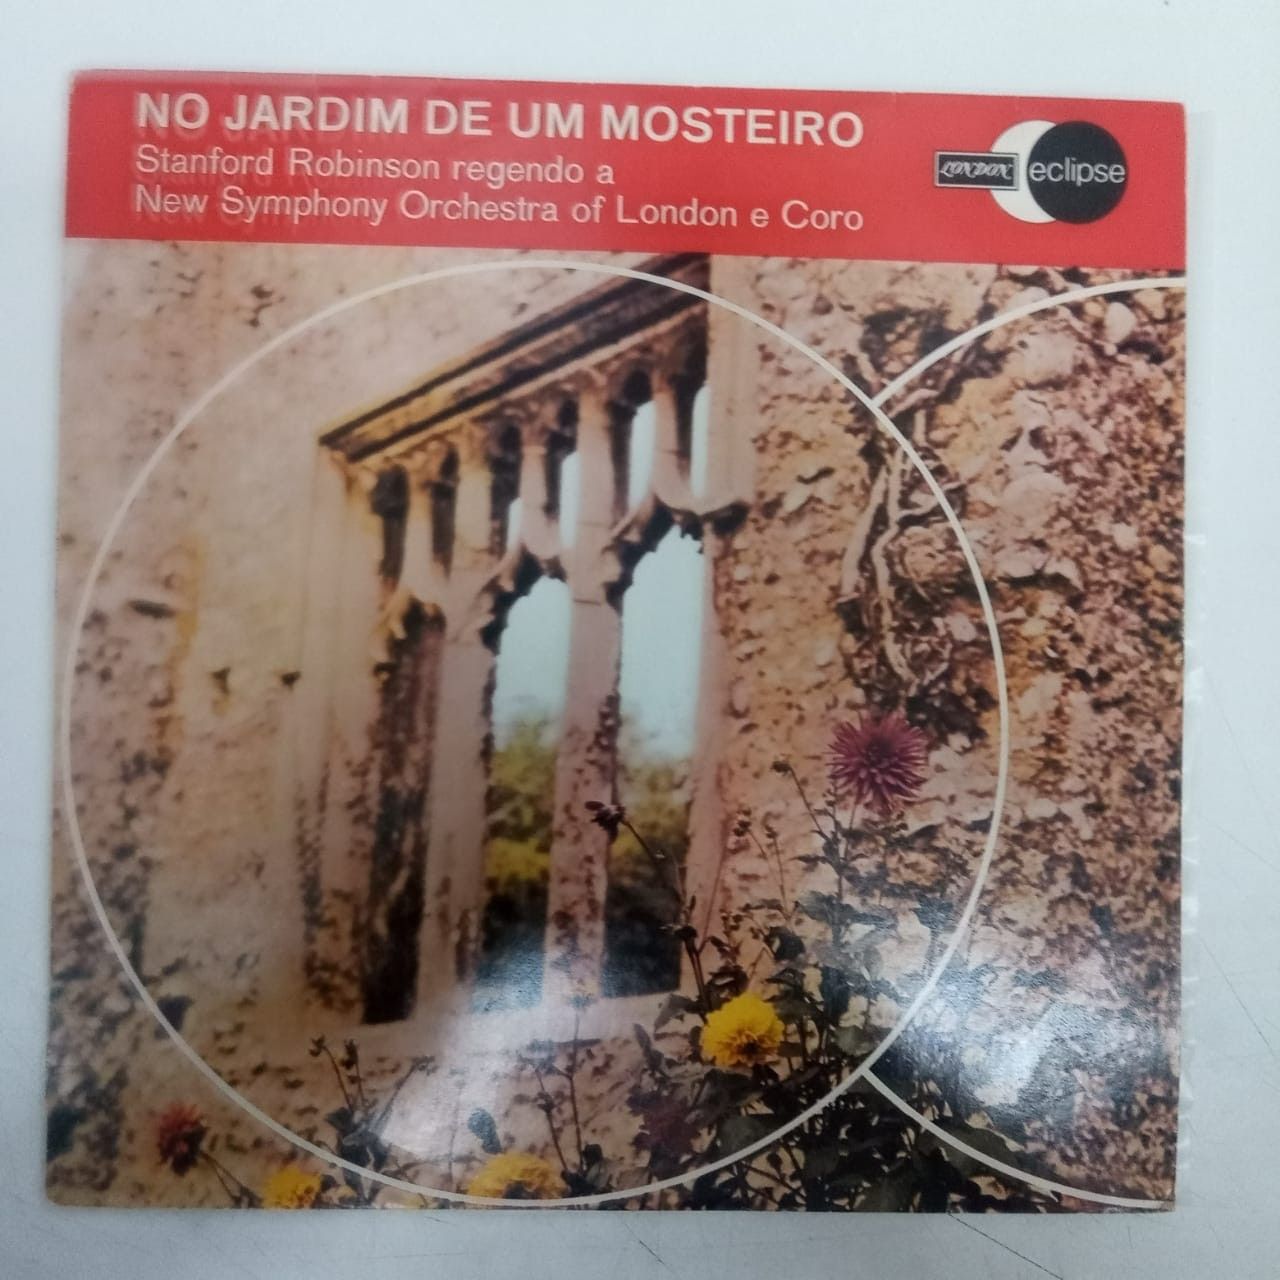 NO JARDIM DE UM MOSTEIRO
Stanford Robinson regendo a
New Symphony Orchestra of London e Coro
LONDON eclipse